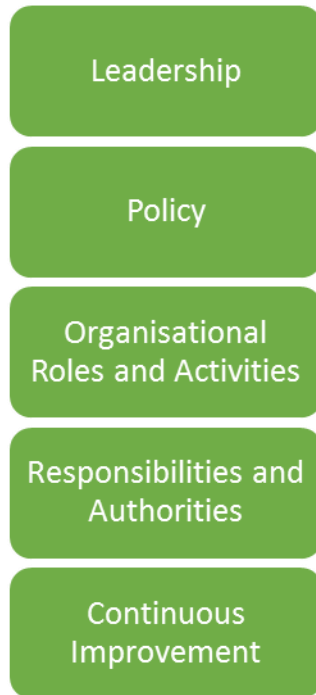 Leadership
Policy
Organisational
Roles and Activities
Responsibilities and
Authorities
Continuous
Improvement